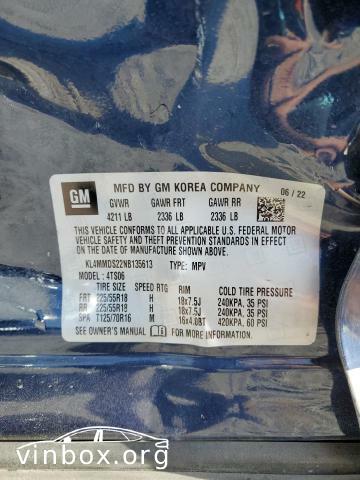 GM MFD BY GM KOREA COMPANY 06 / 22
GVWR GAWR FRT GAWR RR
4211 LB 2336 LB 2336 LB
THIS VEHICLE CONFORMS TO ALL APPLICABLE U.S. FEDERAL MOTOR
VEHICLE SAFETY AND THEFT PREVENTION STANDARDS IN EFFECT
ON THE DATE OF MANUFACTURE SHOWN ABOVE.
KL4MMDS22NB135613 TYPE: MPV
MODEL: 4TS06
TIRE SIZE SPEED RTG RIM COLD TIRE PRESSURE
FRT 225/55R18 H 18x7.5J 240KPA, 35 PSI
RR 225/55R18 H 18x7.5J 240KPA, 35 PSI
SPA T125/70R16 M 16x4.0BT 420KPA, 60 PSI
SEE OWNER'S MANUAL FOR MORE INFORMATION
vinbox.org